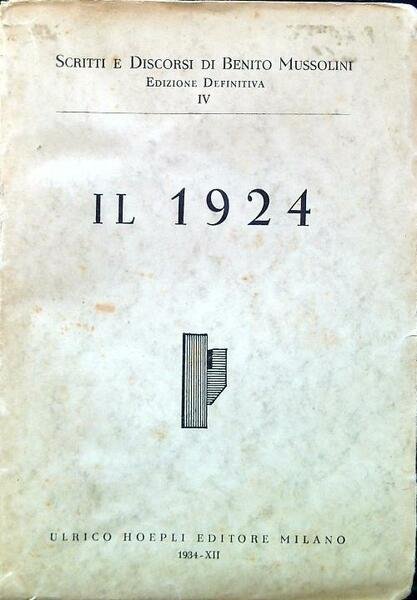 Scritti e Discorsi di Benito Mussolini
Edizione Definitiva
IV
IL 1924
ULRICO HOEPLI EDITORE MILANO
1934-XII